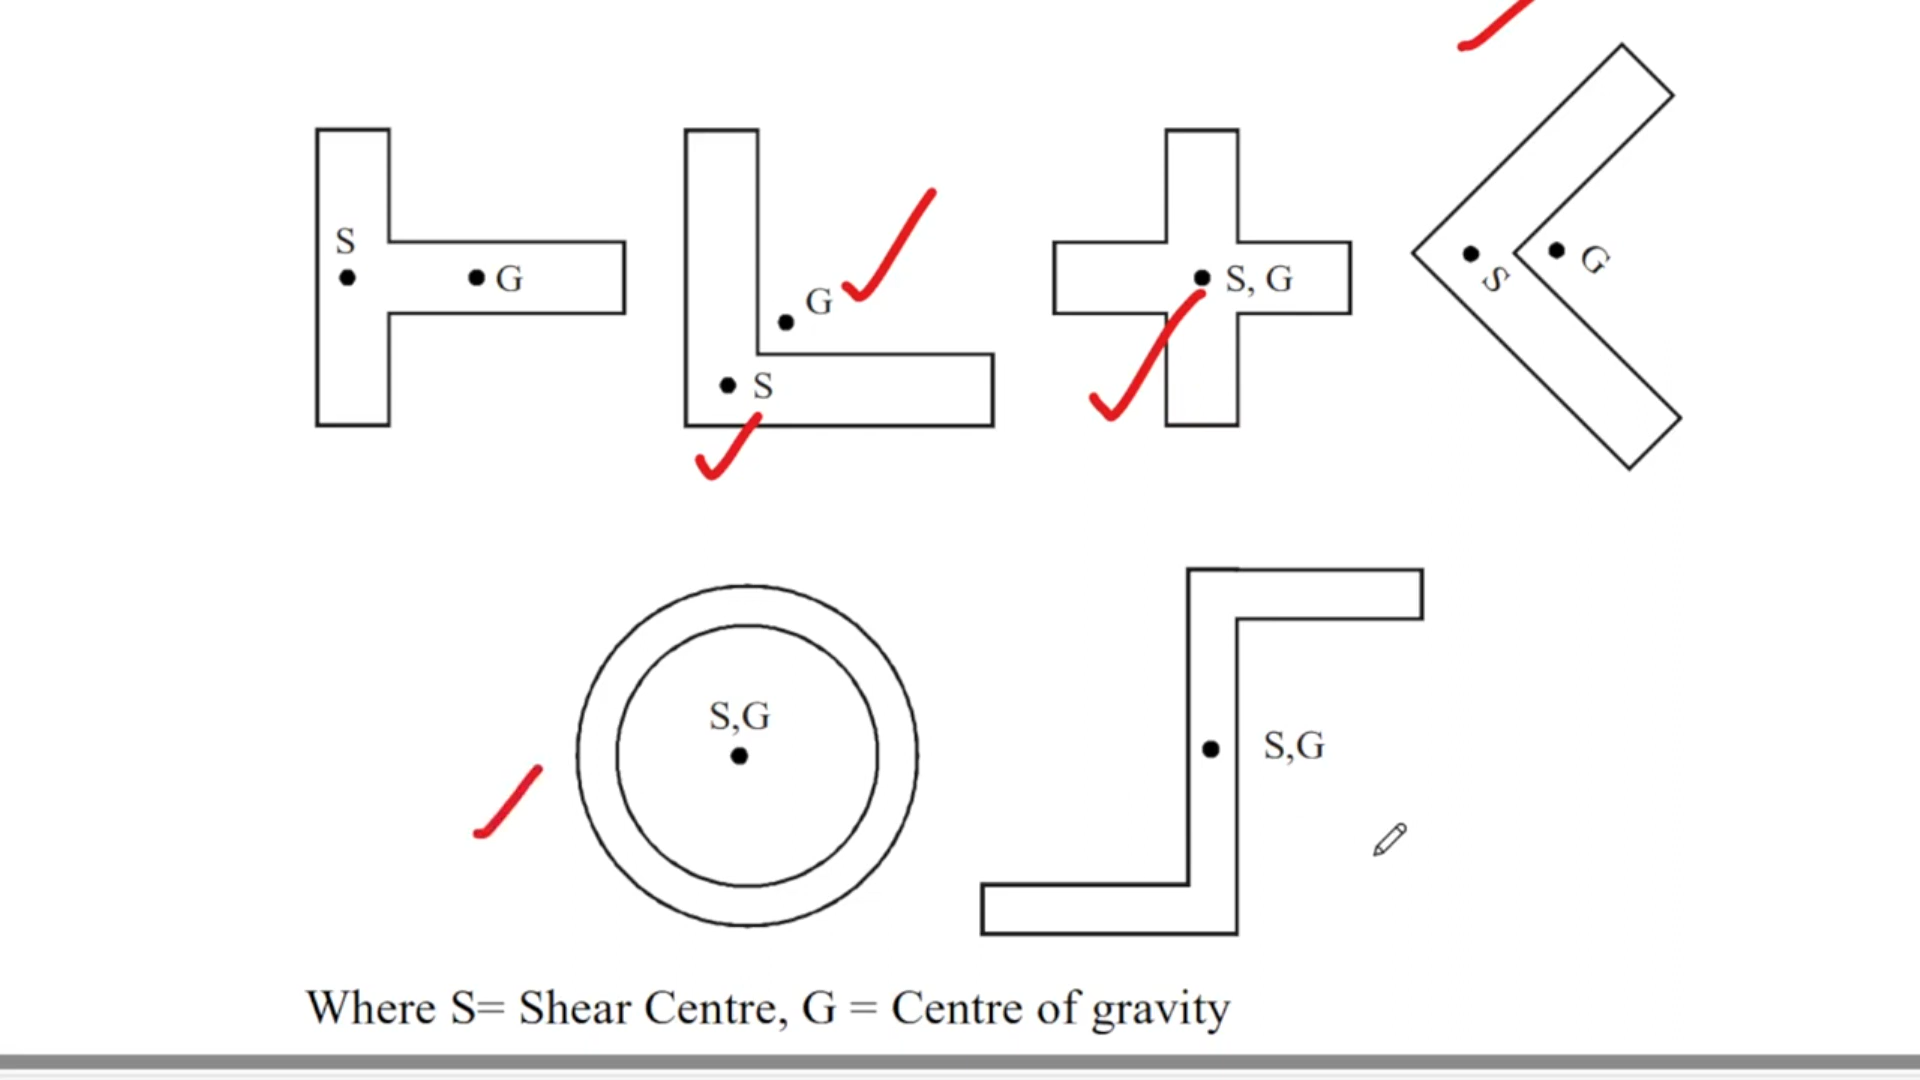 S
G
G
S
S, G
S
G
S,G
S,G
Where S= Shear Centre, G = Centre of gravity